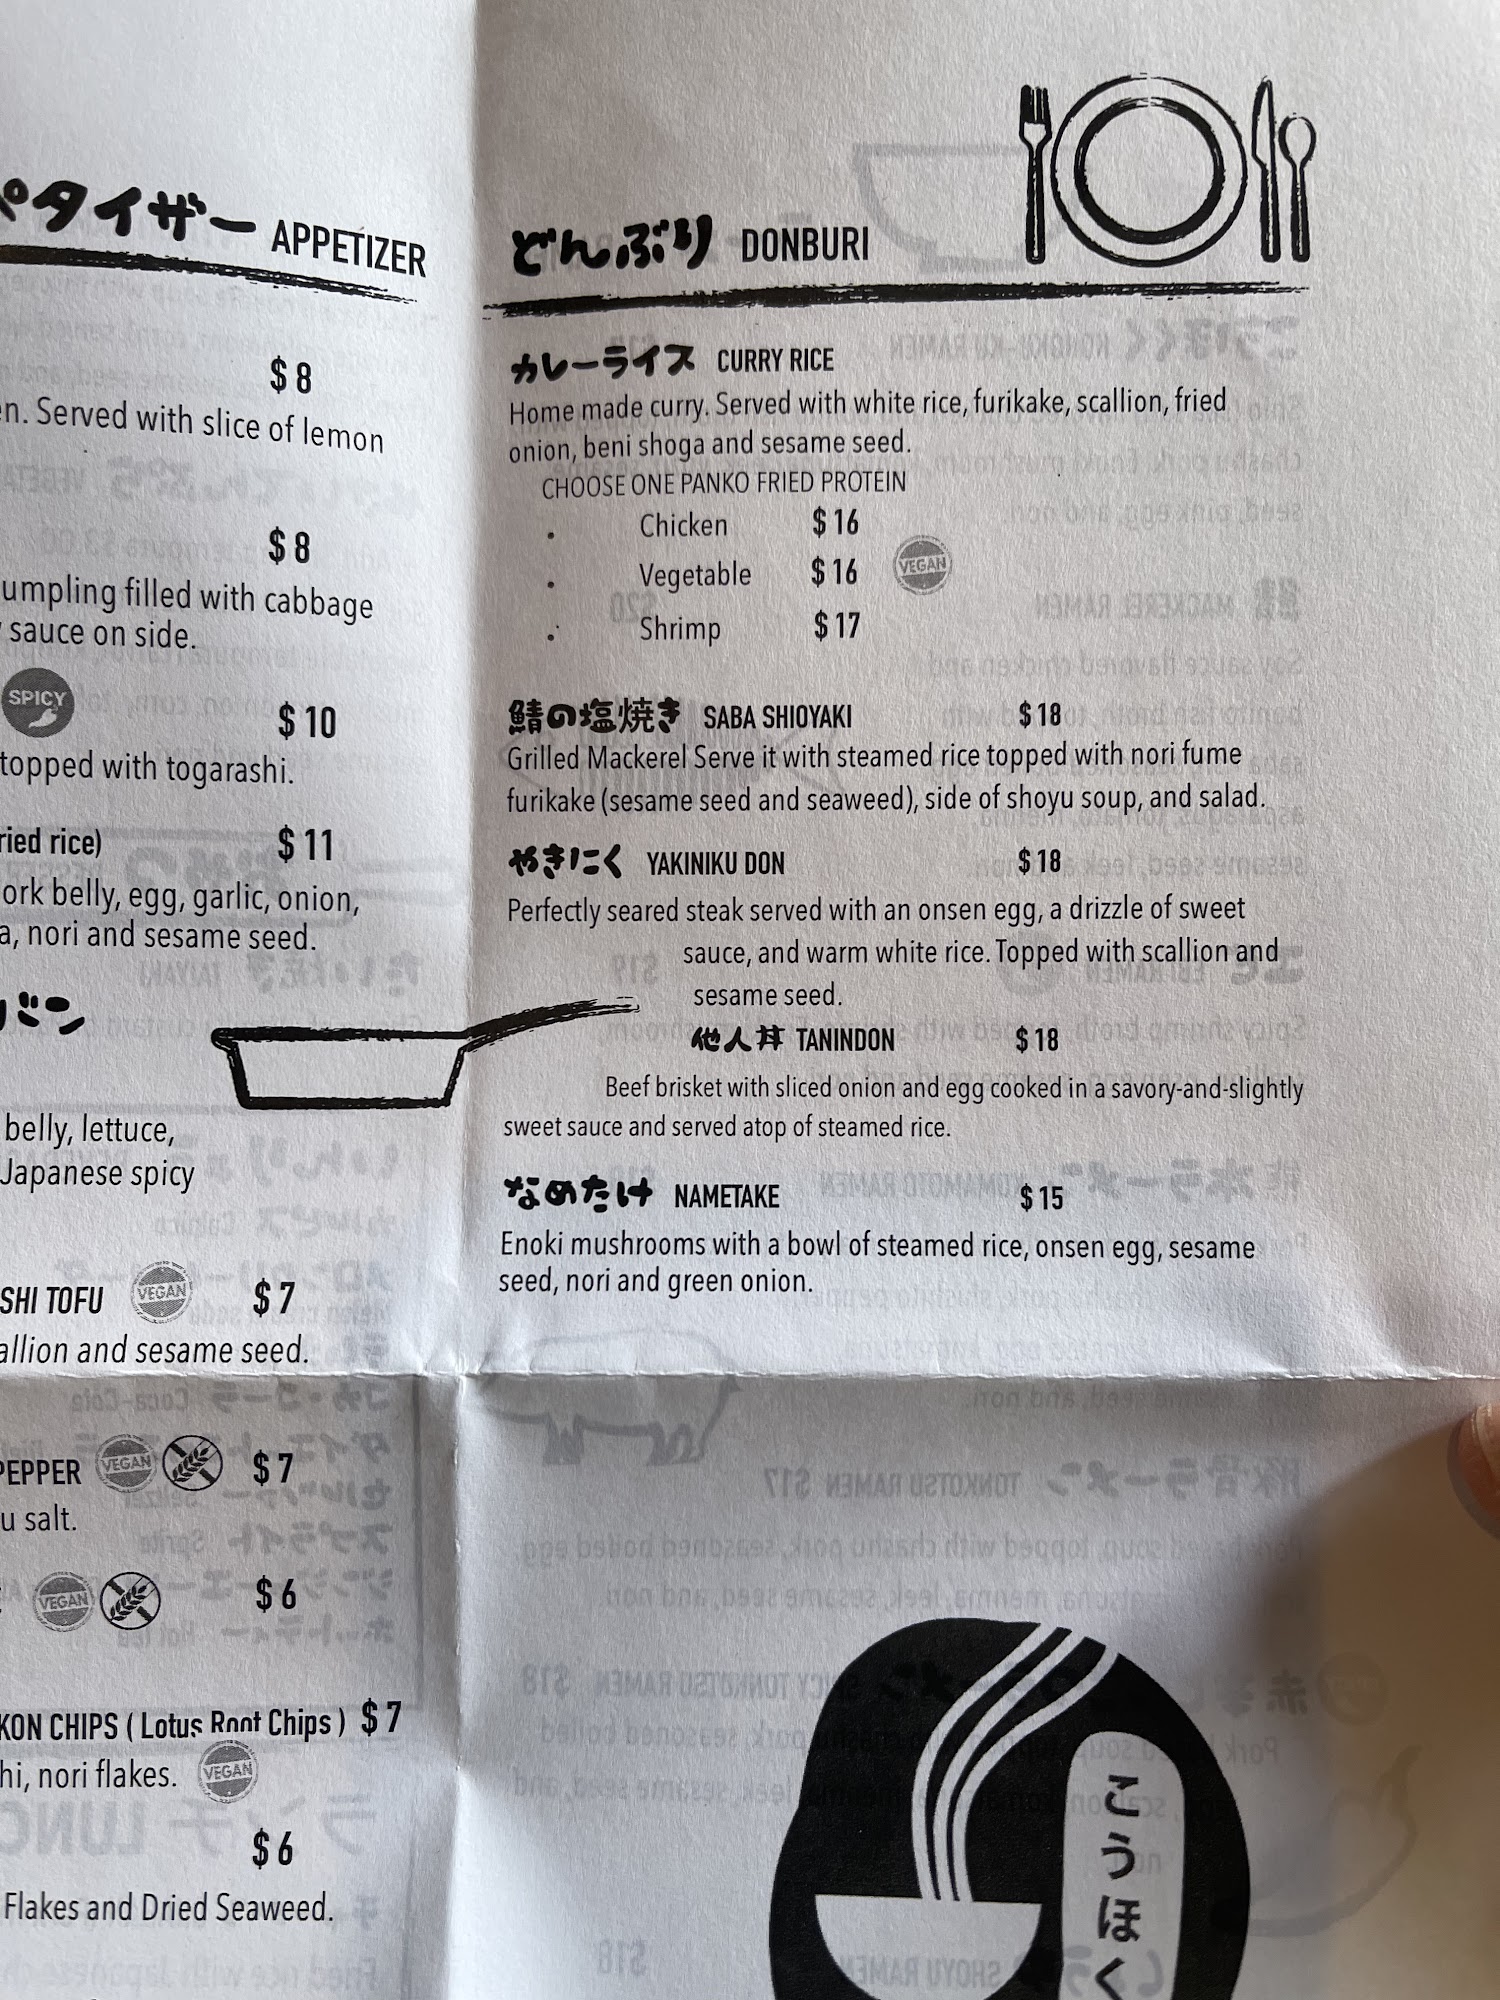 タイザー APPETIZER
$ 8
Served with slice of lemon
$ 8
filled with cabbage
sauce on side.
SPICY
$ 10
topped with togarashi.
rice)
$ 11
belly, egg, garlic, onion,
nori and sesame seed.
バン
belly, lettuce,
Japanese spicy
TOFU VEGAN $ 7
and sesame seed.
PEPPER VEGAN $ 7
salt.
VEGAN $ 6
CHIPS ( Lotus Root Chips ) $ 7
nori flakes. VEGAN
$ 6
Flakes and Dried Seaweed.
どんぶり DONBURI
カレーライス CURRY RICE
Home made curry. Served with white rice, furikake, scallion, fried
onion, beni shoga and sesame seed.
CHOOSE ONE PANKO FRIED PROTEIN
• Chicken $ 16
• Vegetable $ 16 VEGAN
• Shrimp $ 17
鯖の塩焼き SABA SHIOYAKI $ 18
Grilled Mackerel Serve it with steamed rice topped with nori fume
furikake (sesame seed and seaweed), side of shoyu soup, and salad.
やきにく YAKINIKU DON $ 18
Perfectly seared steak served with an onsen egg, a drizzle of sweet
sauce, and warm white rice. Topped with scallion and
sesame seed.
他人丼 TANINDON $ 18
Beef brisket with sliced onion and egg cooked in a savory-and-slightly
sweet sauce and served atop of steamed rice.
なめたけ NAMETAKE $ 15
Enoki mushrooms with a bowl of steamed rice, onsen egg, sesame
seed, nori and green onion.
こうほく